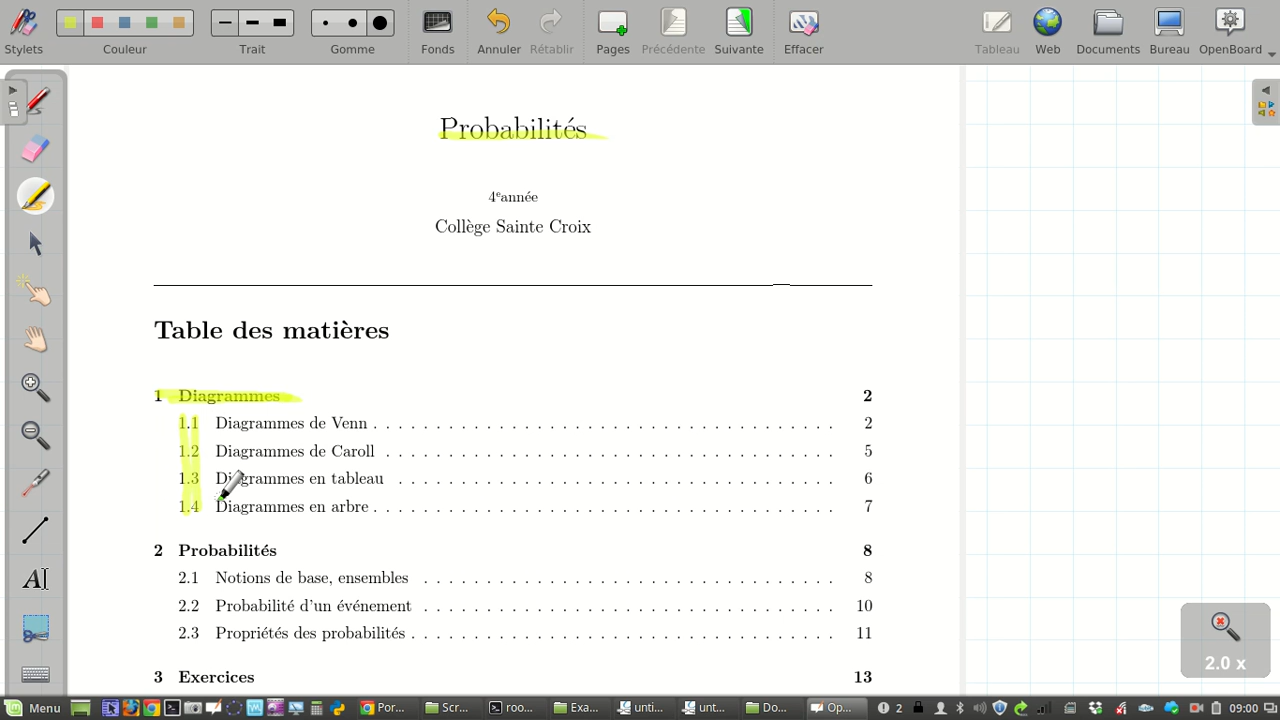 Stylets Couleur Trait Gomme Fonds Annuler Rétablir Pages Précédente Suivante Effacer Tableau Web Documents Bureau OpenBoard
Probabilités
4e année
Collège Sainte Croix
Table des matières
1 Diagrammes 2
1.1 Diagrammes de Venn . . . . . . . . . . . . . . . . . . . . . . . . . . . . 2
1.2 Diagrammes de Caroll . . . . . . . . . . . . . . . . . . . . . . . . . . . 5
1.3 Diagrammes en tableau . . . . . . . . . . . . . . . . . . . . . . . . . . 6
1.4 Diagrammes en arbre . . . . . . . . . . . . . . . . . . . . . . . . . . . . 7
2 Probabilités 8
2.1 Notions de base, ensembles . . . . . . . . . . . . . . . . . . . . . . . . 8
2.2 Probabilité d'un événement . . . . . . . . . . . . . . . . . . . . . . . . 10
2.3 Propriétés des probabilités . . . . . . . . . . . . . . . . . . . . . . . . . 11
3 Exercices 13
2.0 x
Menu Por... Scr... roo... Exa... unti... unt... Do... Op... 2 09:00